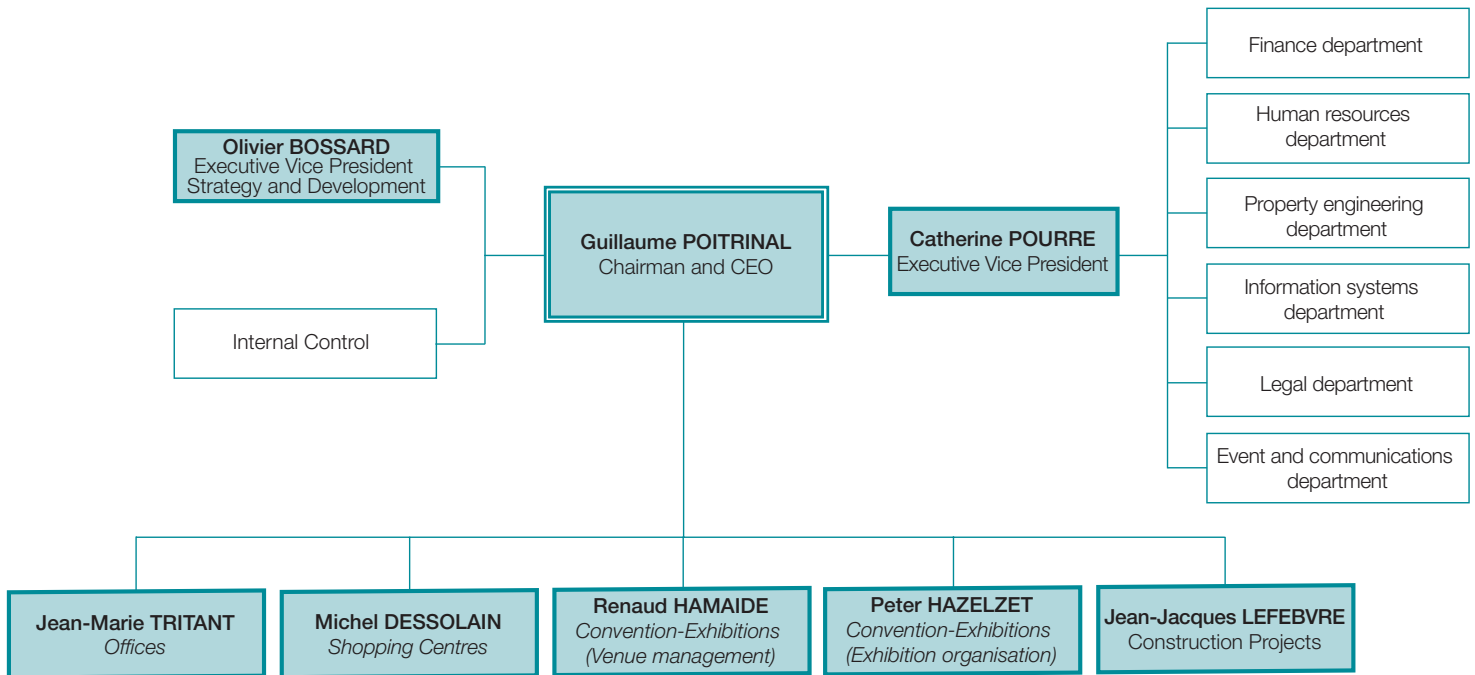 Finance department
Human resources
department
Olivier BOSSARD
Executive Vice President
Strategy and Development
Property engineering
department
Guillaume POITRINAL
Chairman and CEO
Catherine POURRE
Executive Vice President
Information systems
department
Internal Control
Legal department
Event and communications
department
Jean-Marie TRITANT
Offices
Michel DESSOLAIN
Shopping Centres
Renaud HAMAIDE
Convention-Exhibitions
(Venue management)
Peter HAZELZET
Convention-Exhibitions
(Exhibition organisation)
Jean-Jacques LEFEBVRE
Construction Projects